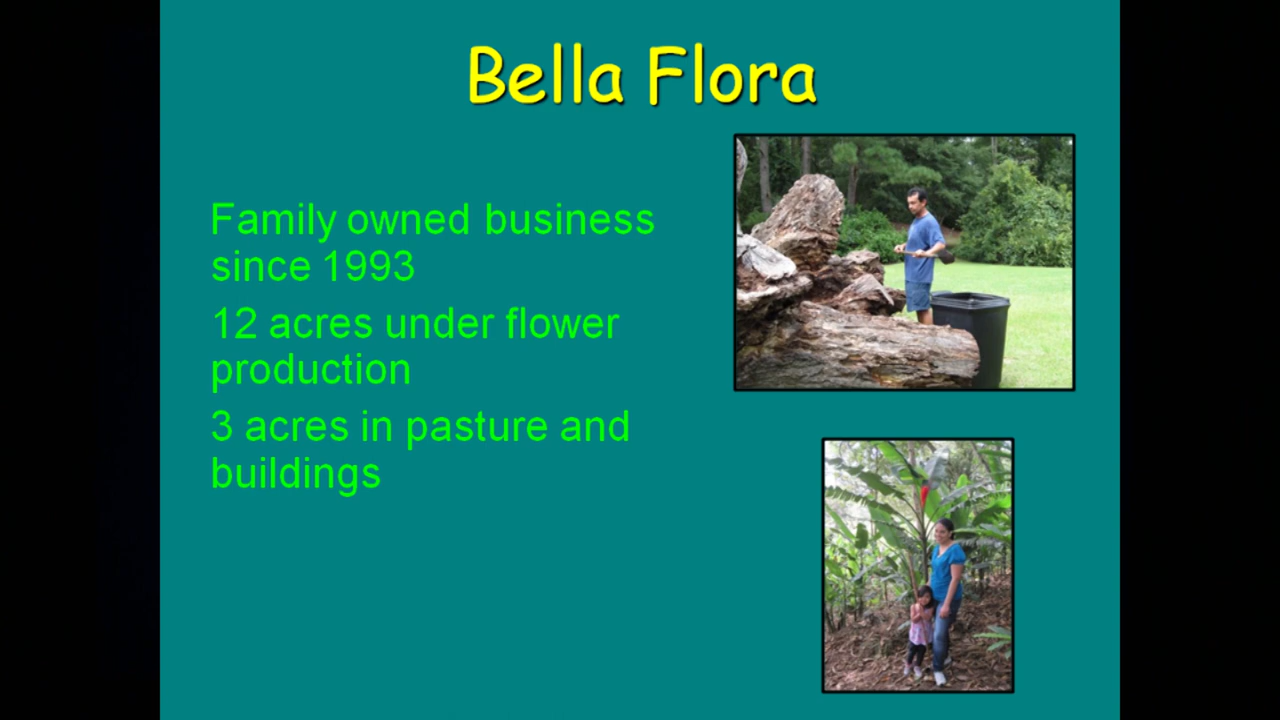 Bella Flora
Family owned business
since 1993
12 acres under flower
production
3 acres in pasture and
buildings